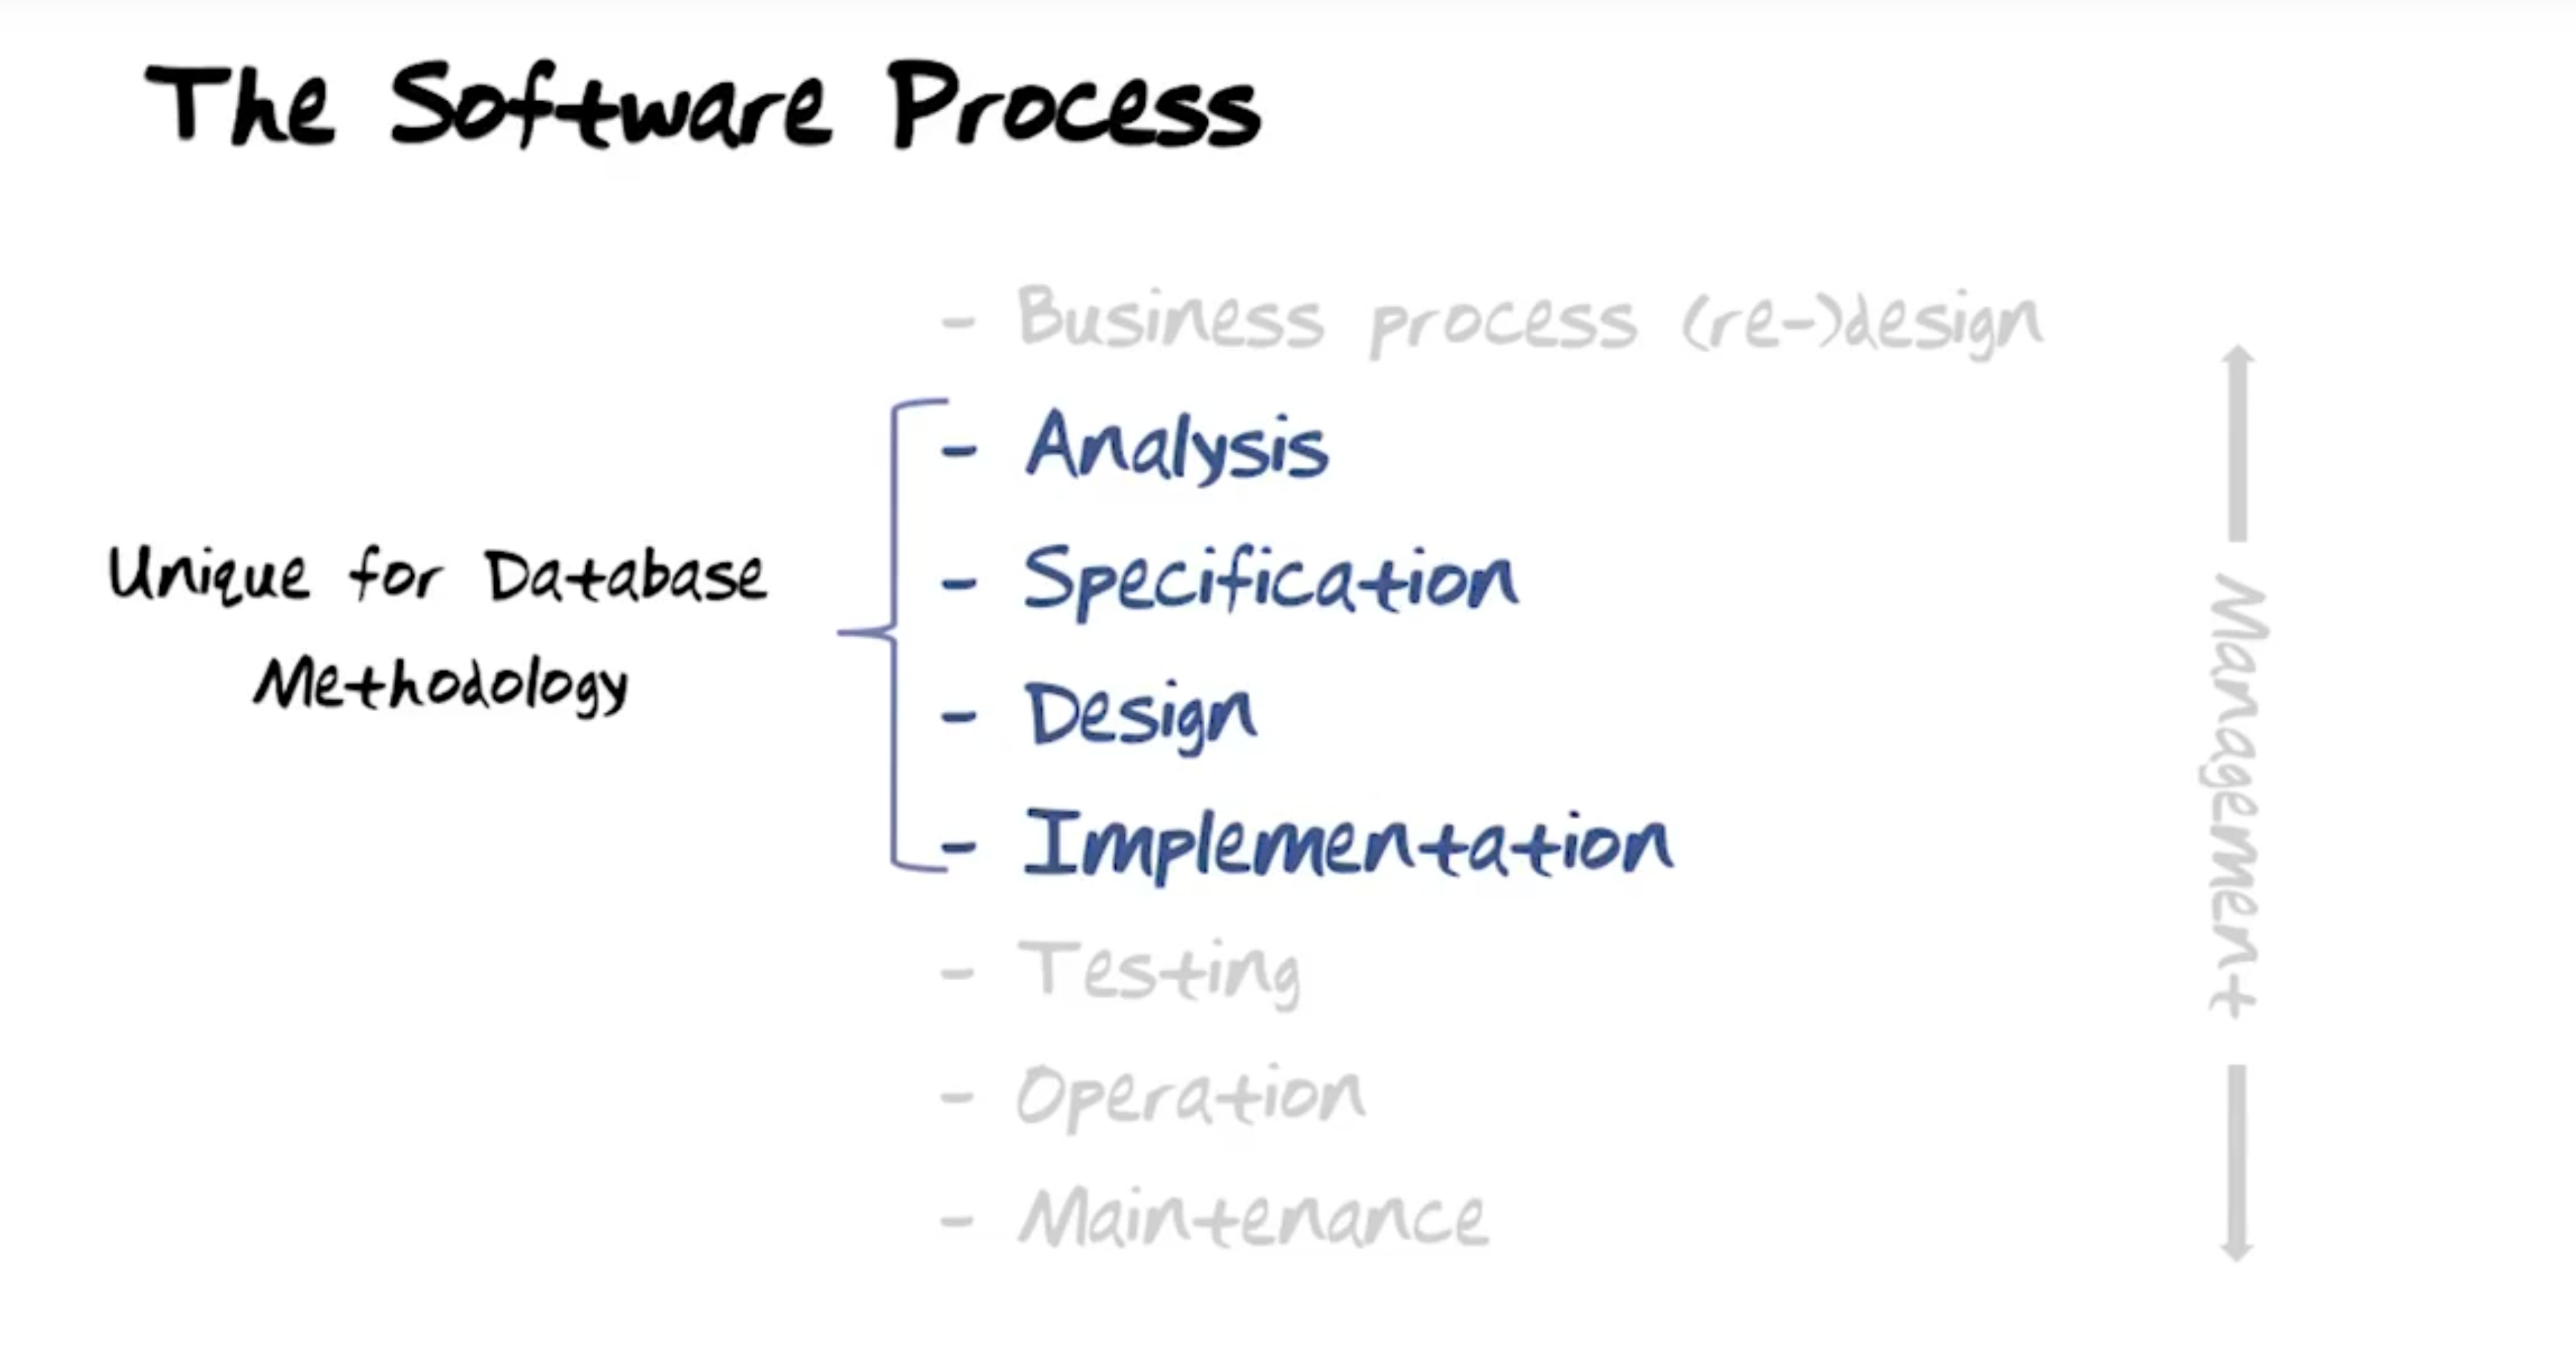 The Software Process
- Business process (re-)design
- Analysis
- Specification
Unique for Database
Methodology
- Design
- Implementation
- Testing
- Operation
- Maintenance
Management